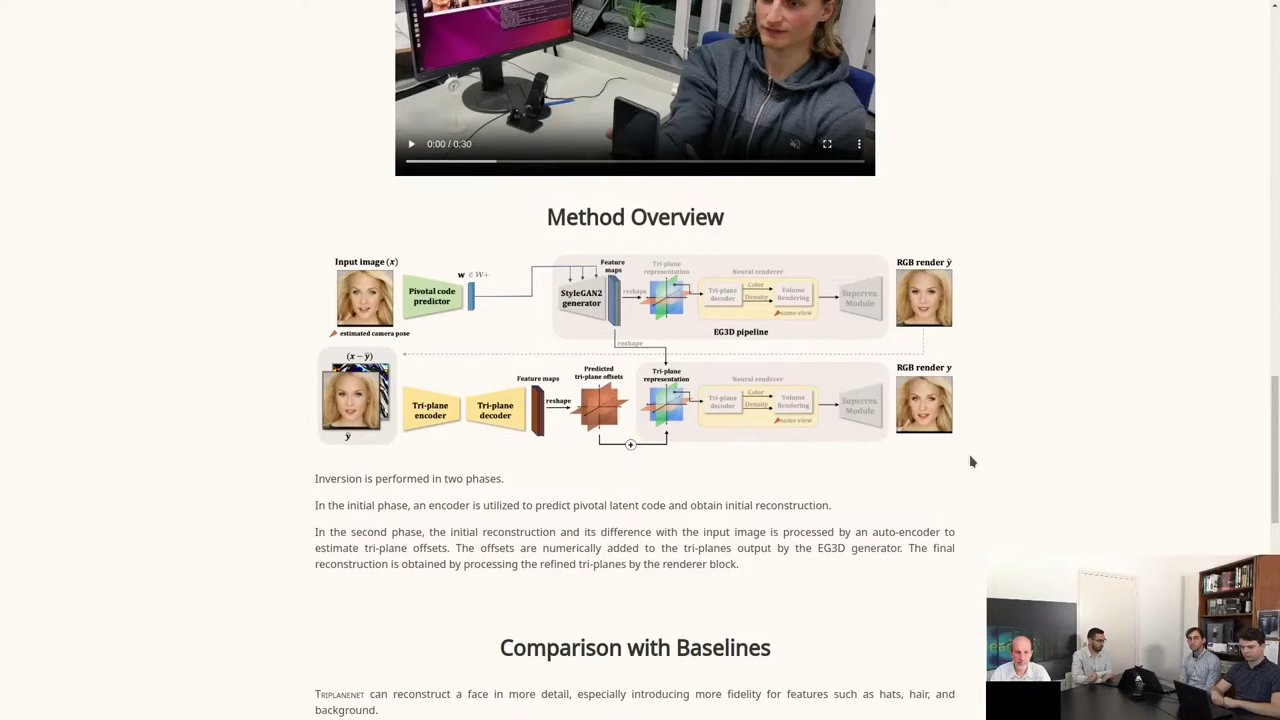 0:00 / 0:30
Method Overview
Input image (x)
estimated camera pose
Pivotal code
predictor
w ∈ W+
StyleGAN2
generator
Feature
maps
reshape
Tri-plane
representation
Neural renderer
Tri-plane
decoder
Color
Density
Volume
Rendering
same view
Superres.
Module
EG3D pipeline
RGB render ŷ
reshape
(x − ŷ)
ŷ
Tri-plane
encoder
Tri-plane
decoder
Feature maps
reshape
Predicted
tri-plane offsets
+
Tri-plane
representation
Neural renderer
Tri-plane
decoder
Color
Density
Volume
Rendering
same view
Superres.
Module
RGB render y
Inversion is performed in two phases.
In the initial phase, an encoder is utilized to predict pivotal latent code and obtain initial reconstruction.
In the second phase, the initial reconstruction and its difference with the input image is processed by an auto-encoder to
estimate tri-plane offsets. The offsets are numerically added to the tri-planes output by the EG3D generator. The final
reconstruction is obtained by processing the refined tri-planes by the renderer block.
Comparison with Baselines
TRIPLANENET can reconstruct a face in more detail, especially introducing more fidelity for features such as hats, hair, and
background.